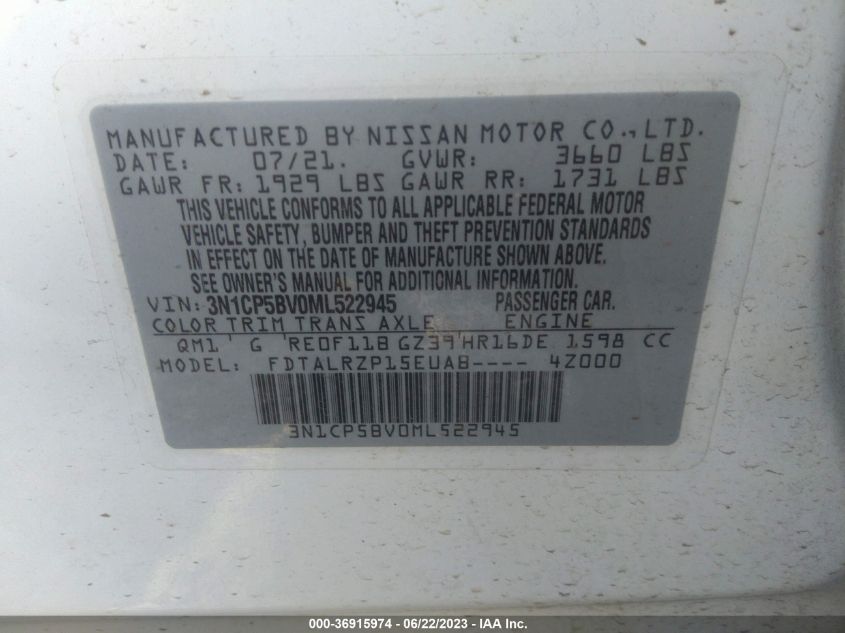 MANUFACTURED BY NISSAN MOTOR CO., LTD.
DATE: 07/21. GVWR: 3660 LBS
GAWR FR: 1929 LBS GAWR RR: 1731 LBS
THIS VEHICLE CONFORMS TO ALL APPLICABLE FEDERAL MOTOR
VEHICLE SAFETY, BUMPER AND THEFT PREVENTION STANDARDS
IN EFFECT ON THE DATE OF MANUFACTURE SHOWN ABOVE.
SEE OWNER'S MANUAL FOR ADDITIONAL INFORMATION.
VIN: 3N1CP5BV0ML522945 PASSENGER CAR.
COLOR TRIM TRANS AXLE ENGINE
QM1 ' G ' RE0F11B GZ39 HR16DE 1598 CC
MODEL: FDTALRZP15EUAB---- 4Z000
3N1CP5BV0ML522945
000-36915974 - 06/22/2023 - IAA Inc.